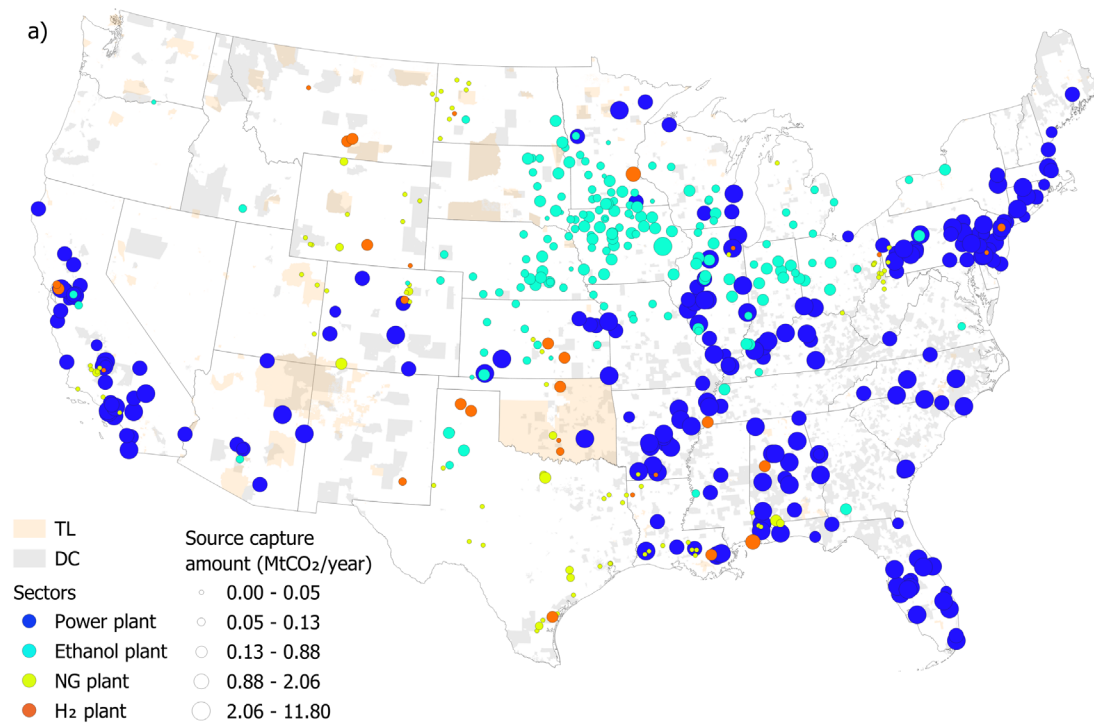 a)
TL
DC
Sectors
Power plant
Ethanol plant
NG plant
H₂ plant
Source capture
amount (MtCO₂/year)
0.00 - 0.05
0.05 - 0.13
0.13 - 0.88
0.88 - 2.06
2.06 - 11.80